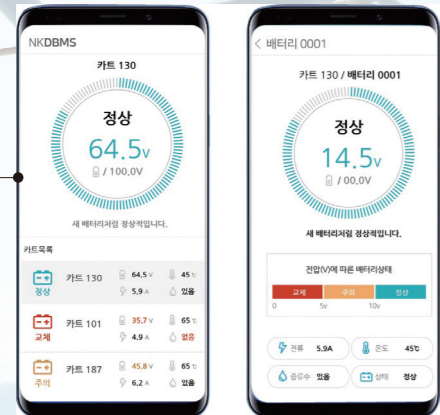 NKDBMS
카트 130
정상
64.5v
/ 100.0V
새 배터리처럼 정상적입니다.
카트목록
정상
카트 130
64.5 v
45 ℃
5.9 A
있음
교체
카트 101
35.7 v
65 ℃
4.9 A
없음
주의
카트 187
45.8 v
65 ℃
6.2 A
있음
배터리 0001
카트 130 / 배터리 0001
정상
14.5v
/ 00.0V
새 배터리처럼 정상적입니다.
전압(V)에 따른 배터리상태
교체 주의 정상
0 5v 10v
전류 5.9A
온도 45℃
증류수 있음
상태 정상